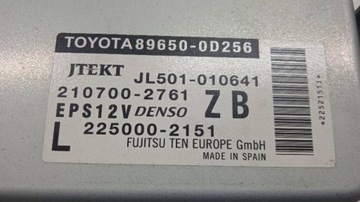 TOYOTA 89650-0D256
JTEKT JL501-010641
210700-2761 ZB
EPS12V DENSO
L 225000-2151
FUJITSU TEN EUROPE GmbH
MADE IN SPAIN